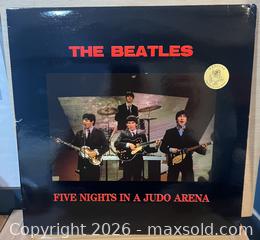 THE BEATLES
FIVE NIGHTS IN A JUDO ARENA
Copyright 2026 - maxsold.com